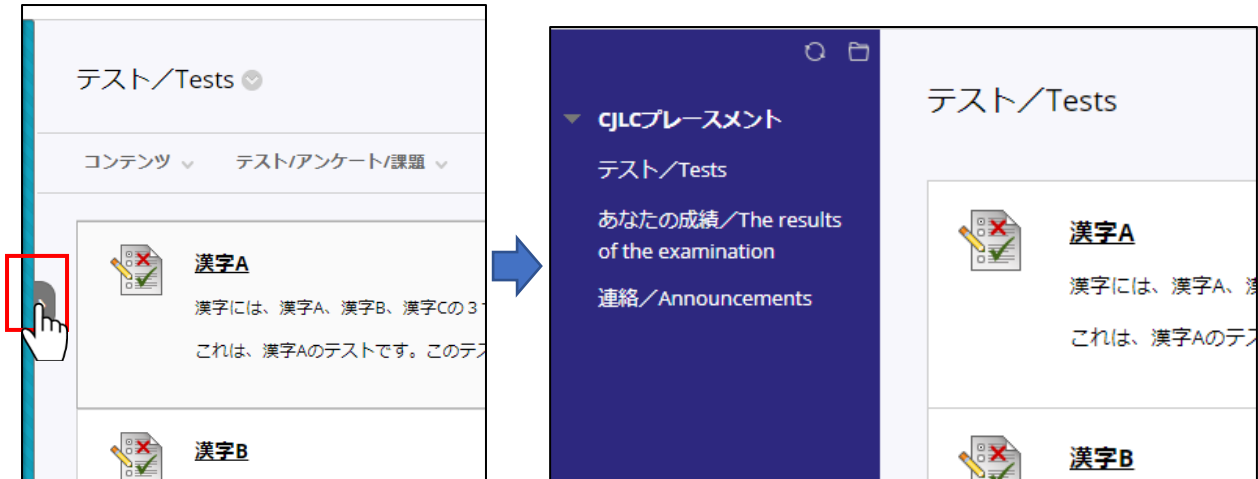 テスト／Tests
コンテンツ
テスト/アンケート/課題
漢字A
漢字には、漢字A、漢字B、漢字Cの3
これは、漢字Aのテストです。このテ
漢字B
CJLCプレースメント
テスト／Tests
あなたの成績／The results
of the examination
連絡／Announcements
テスト／Tests
漢字A
漢字には、漢字A、
これは、漢字Aのテ
漢字B